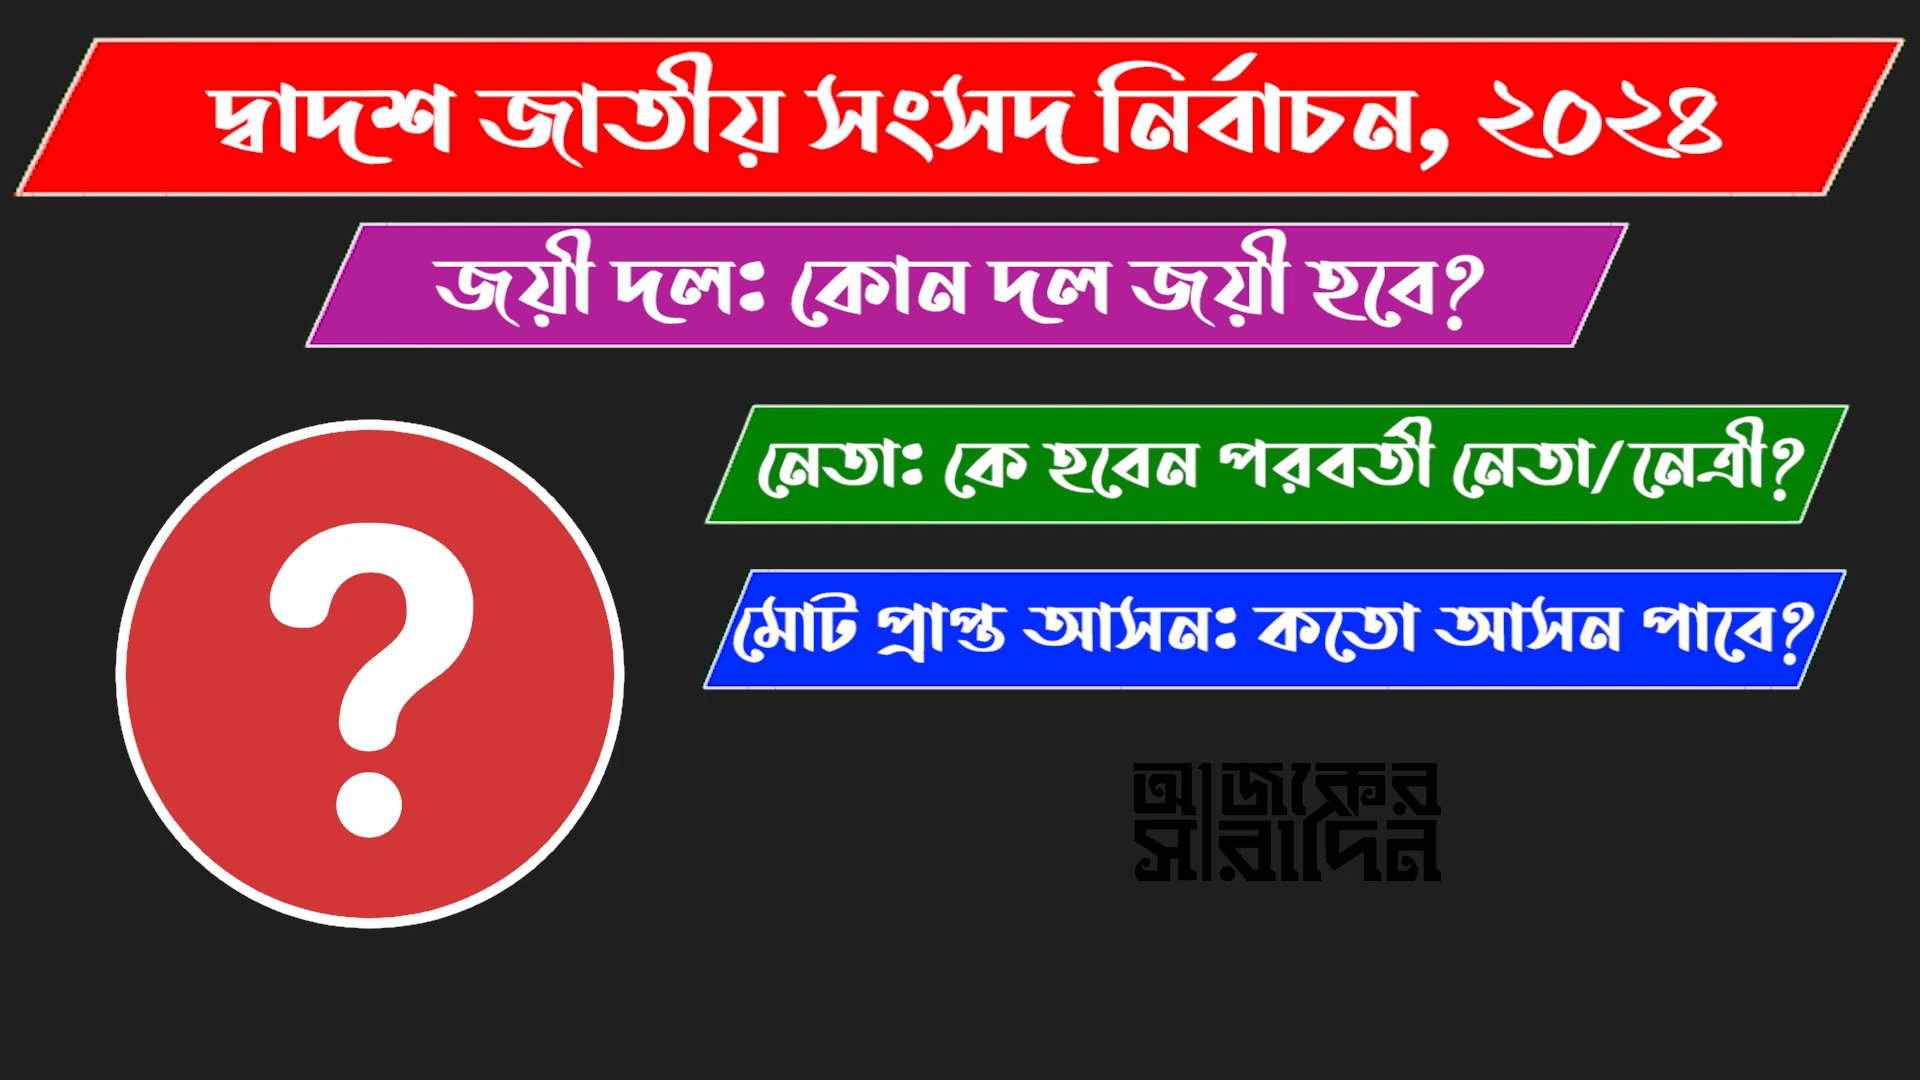 দ্বাদশ জাতীয় সংসদ নির্বাচন, ২০২৪
জয়ী দল: কোন দল জয়ী হবে?
নেতা: কে হবেন পরবর্তী নেতা/নেত্রী?
মোট প্রাপ্ত আসন: কতো আসন পাবে?
আজকের
সারাদিন